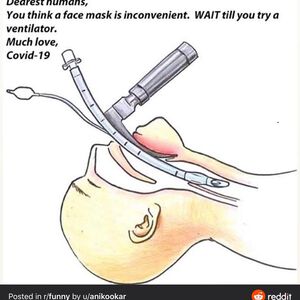 Dearest humans,
You think a face mask is inconvenient.  WAIT till you try a
ventilator.
Much love,
Covid-19
Posted in r/funny by u/anikookar
reddit